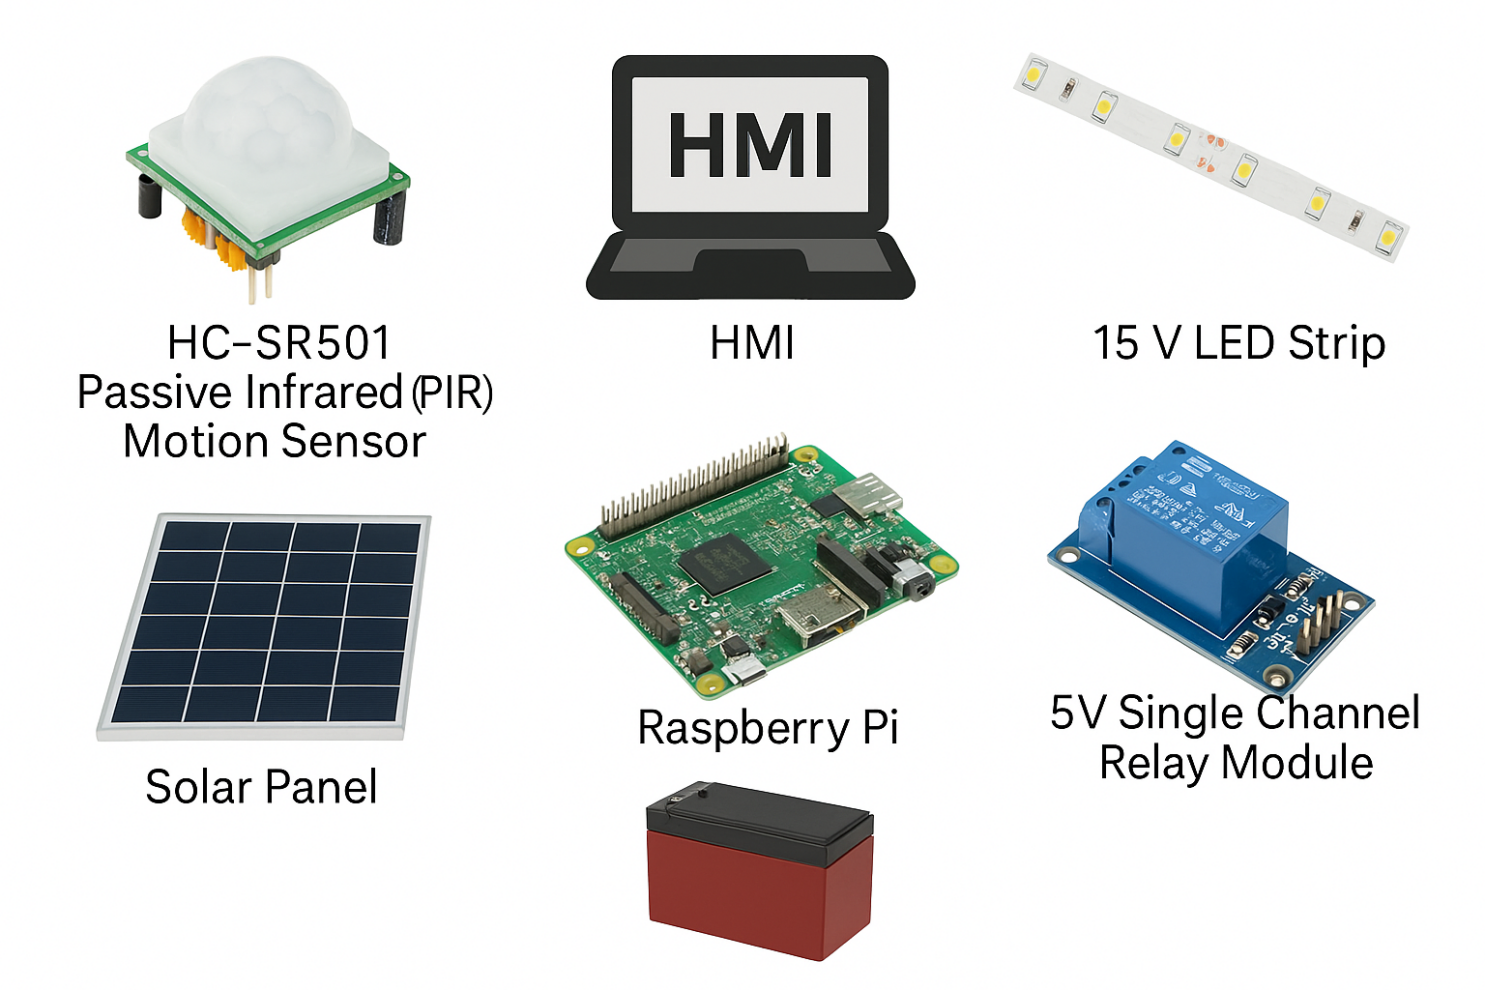 HMI
HC-SR501
Passive Infrared (PIR)
Motion Sensor
HMI
15 V LED Strip
Solar Panel
Raspberry Pi
5V Single Channel
Relay Module